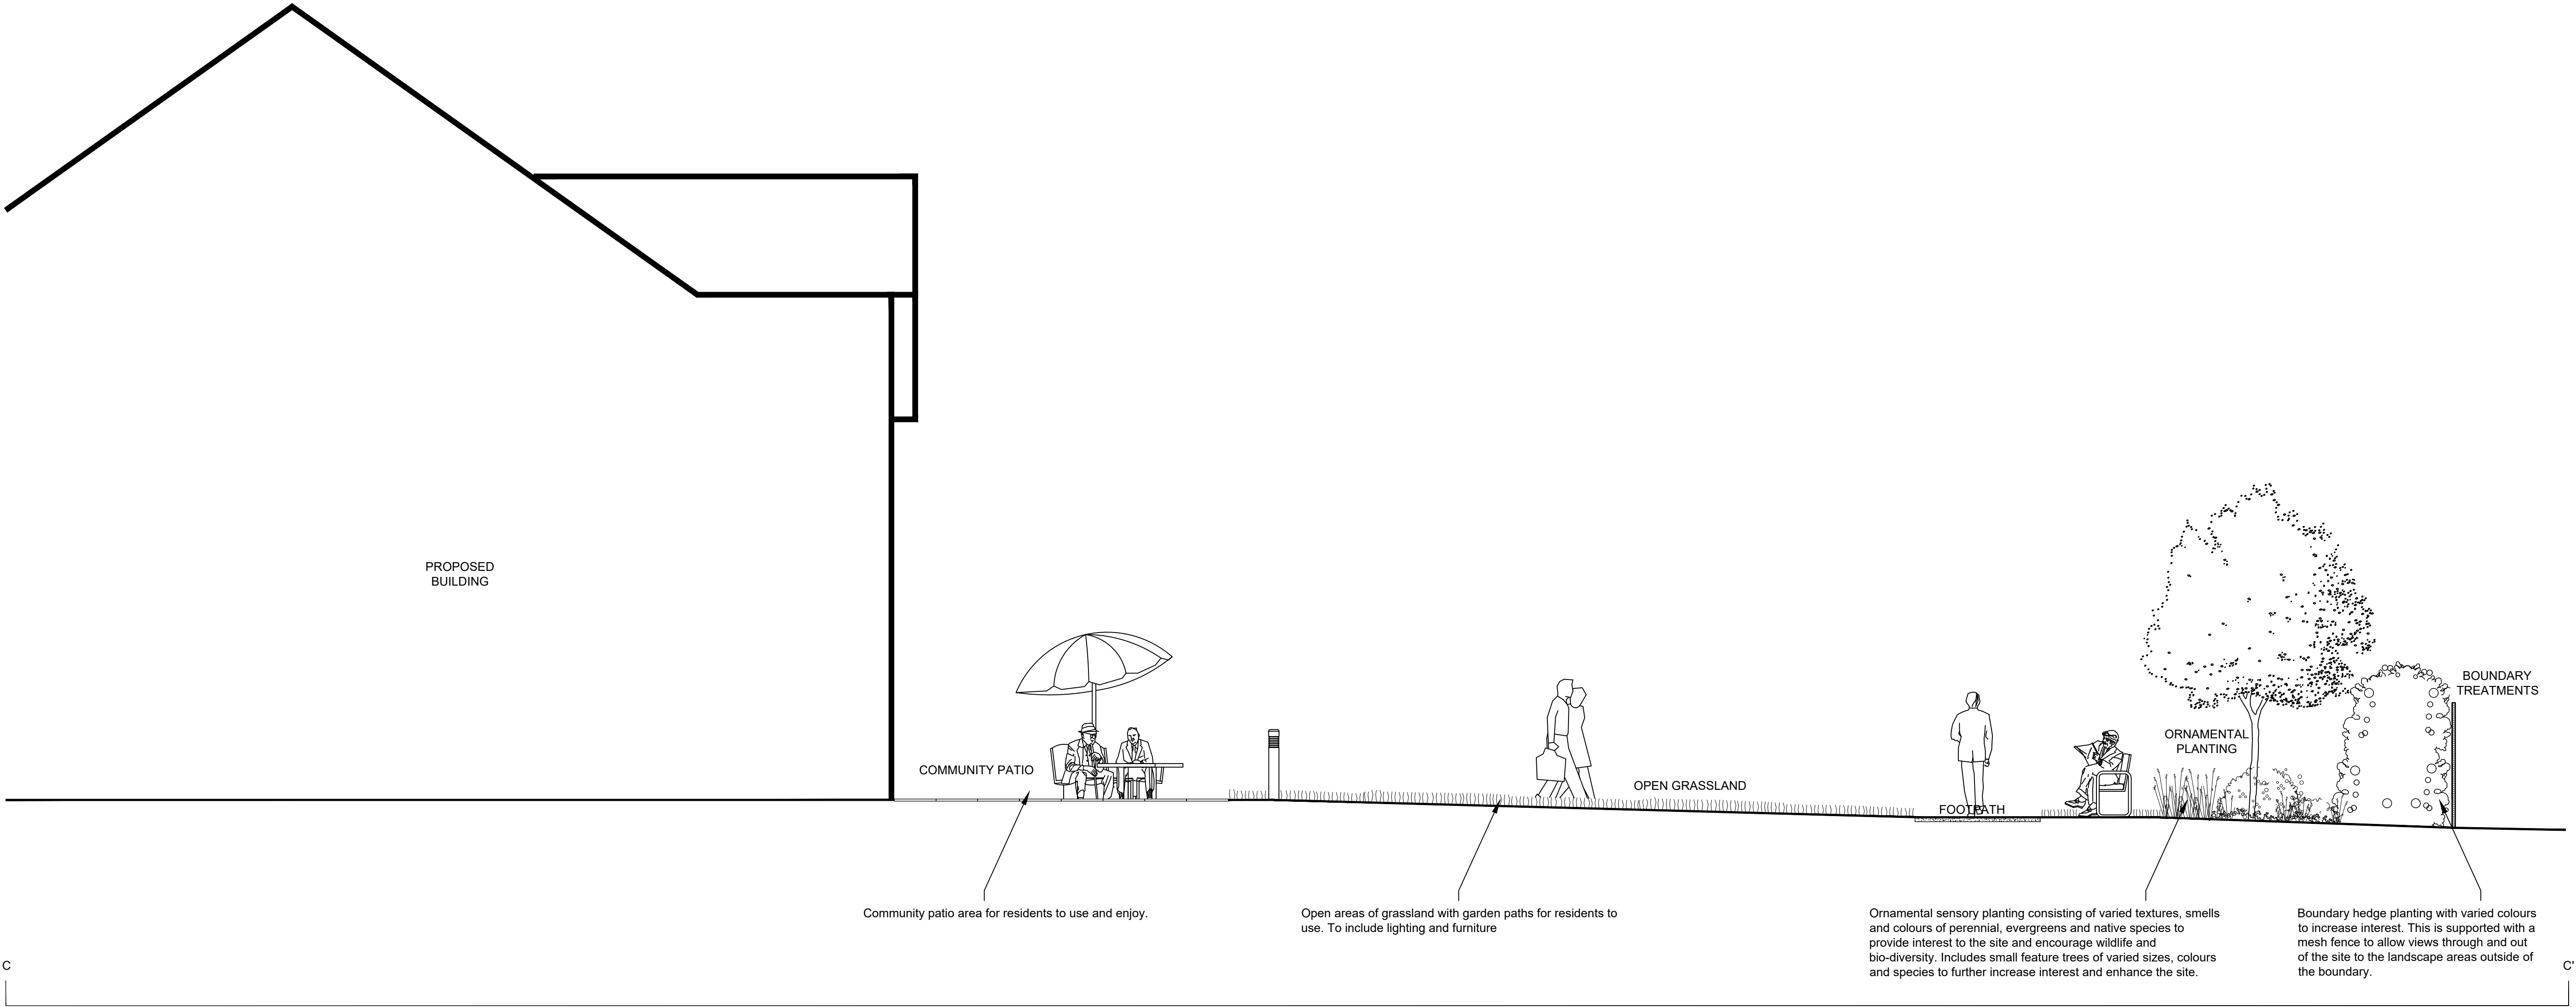 PROPOSED
BUILDING
COMMUNITY PATIO
OPEN GRASSLAND
FOOTPATH
ORNAMENTAL
PLANTING
BOUNDARY
TREATMENTS
Community patio area for residents to use and enjoy.
Open areas of grassland with garden paths for residents to
use. To include lighting and furniture
Ornamental sensory planting consisting of varied textures, smells
and colours of perennial, evergreens and native species to
provide interest to the site and encourage wildlife and
bio-diversity. Includes small feature trees of varied sizes, colours
and species to further increase interest and enhance the site.
Boundary hedge planting with varied colours
to increase interest. This is supported with a
mesh fence to allow views through and out
of the site to the landscape areas outside of
the boundary.
C
C'